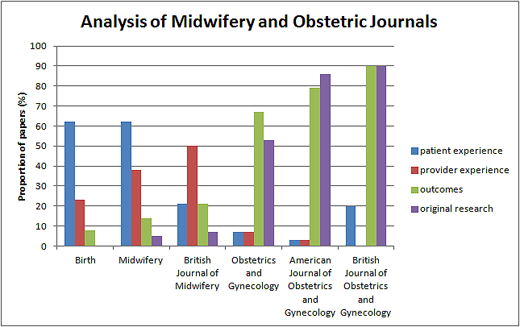 Analysis of Midwifery and Obstetric Journals
Proportion of papers (%)
100
90
80
70
60
50
40
30
20
10
0
Birth
Midwifery
British
Journal of
Midwifery
Obstetrics
and
Gynecology
American
Journal of
Obstetrics
and
Gynecology
British
Journal of
Obstetrics
and
Gynecology
patient experience
provider experience
outcomes
original research